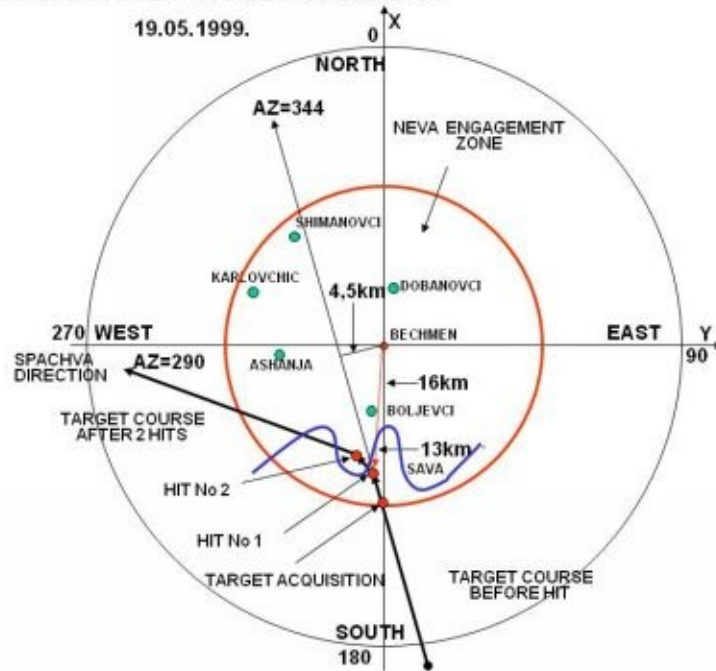 19.05.1999.
X
0
NORTH
AZ=344
NEVA ENGAGEMENT
ZONE
SHIMANOVCI
KARLOVCHIC
4,5km
DOBANOVCI
270 WEST
BECHMEN
EAST
Y
90
SPACHVA
DIRECTION
AZ=290
ASHANJA
16km
TARGET COURSE
AFTER 2 HITS
BOLJEVCI
13km
SAVA
HIT No 2
HIT No 1
TARGET ACQUISITION
TARGET COURSE
BEFORE HIT
SOUTH
180